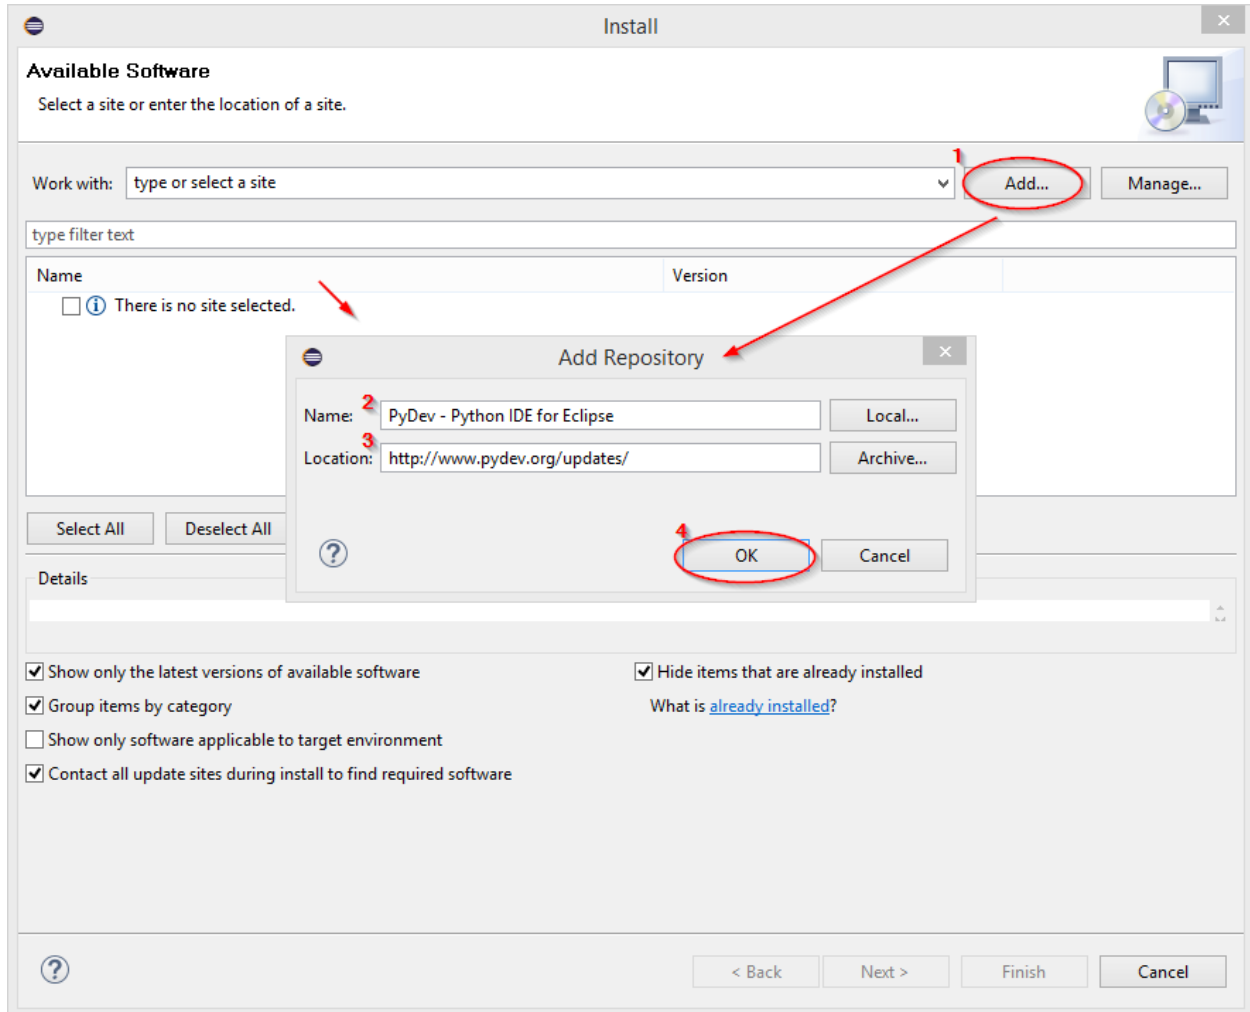 Install
Available Software
Select a site or enter the location of a site.
1
Work with: type or select a site Add... Manage...
type filter text
Name Version
There is no site selected.
Add Repository
2
Name: PyDev - Python IDE for Eclipse Local...
3
Location: http://www.pydev.org/updates/ Archive...
Select All Deselect All
4
OK Cancel
Details
Show only the latest versions of available software Hide items that are already installed
Group items by category What is already installed?
Show only software applicable to target environment
Contact all update sites during install to find required software
< Back Next > Finish Cancel